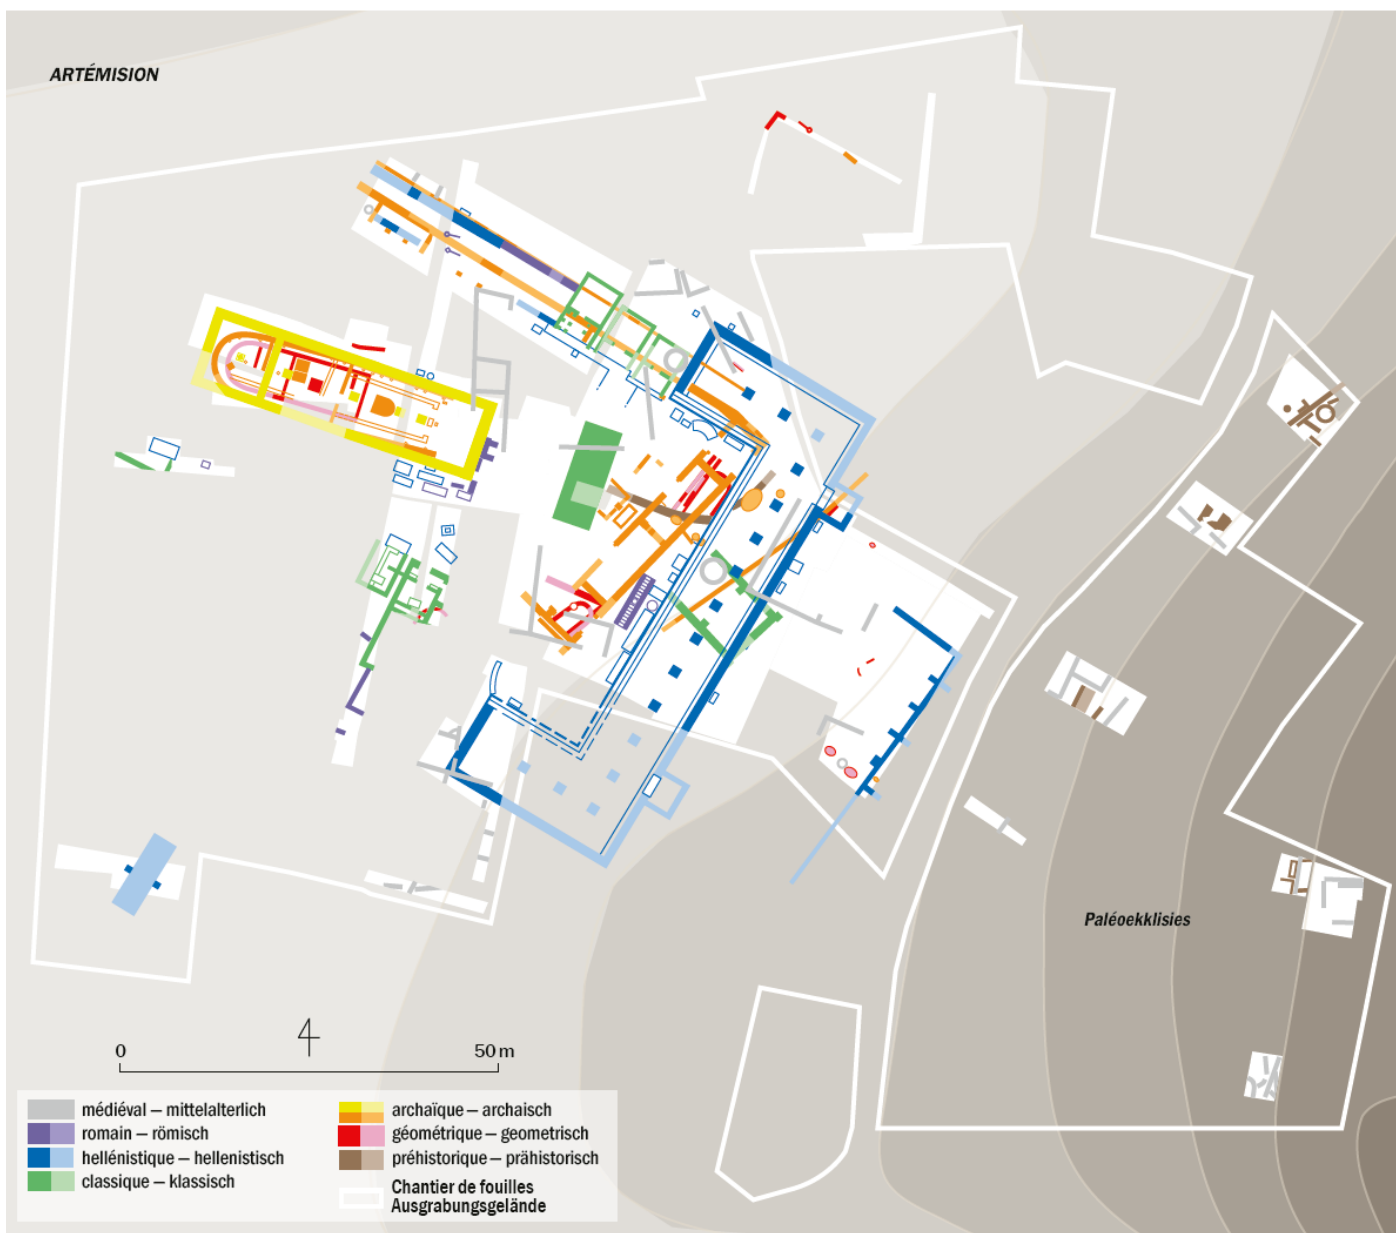 ARTÉMISION
Paléoekklisies
0 50 m
médiéval – mittelalterlich
romain – römisch
hellénistique – hellenistisch
classique – klassisch
archaïque – archaisch
géométrique – geometrisch
préhistorique – prähistorisch
Chantier de fouilles
Ausgrabungsgelände